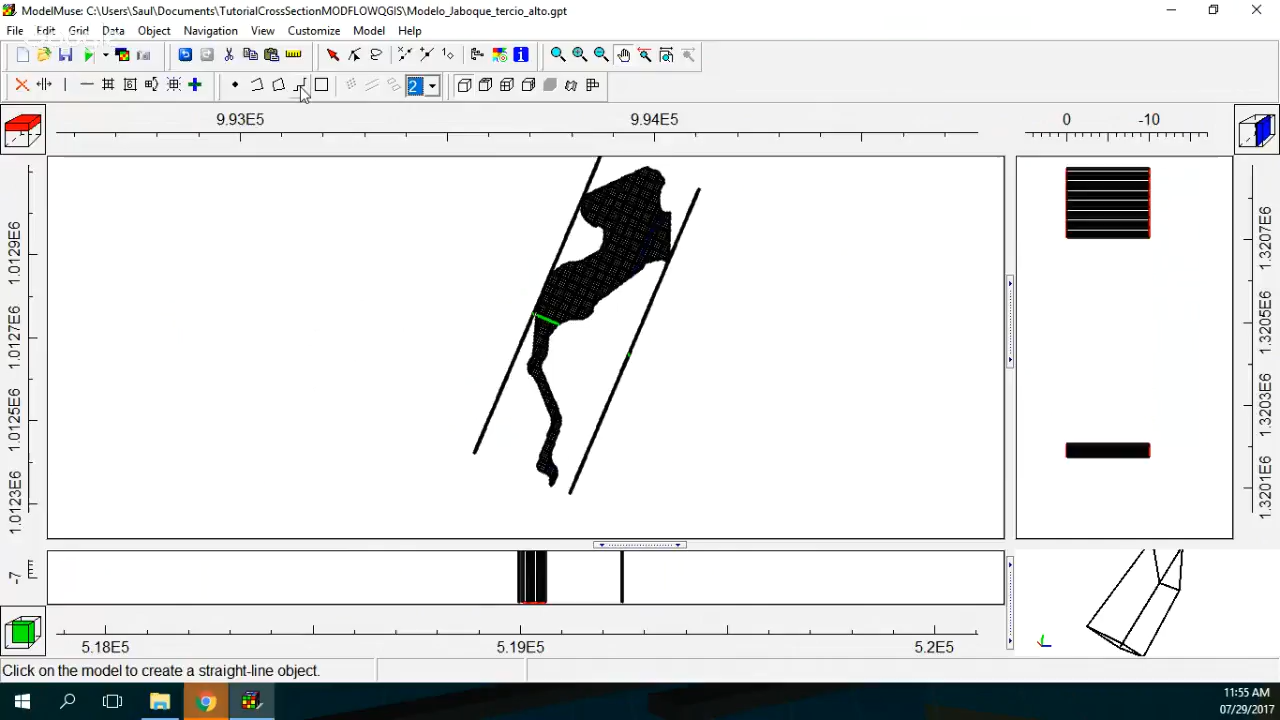 ModelMuse: C:\Users\Saul\Documents\TutorialCrossSectionMODFLOWQGIS\Modelo_Jaboque_tercio_alto.gpt
File Edit Grid Data Object Navigation View Customize Model Help
2
9.93E5 9.94E5 0 -10
1.0129E6
1.0127E6
1.0125E6
1.0123E6
1.3207E6
1.3205E6
1.3203E6
1.3201E6
-7
5.18E5 5.19E5 5.2E5
Click on the model to create a straight-line object.
11:55 AM
07/29/2017